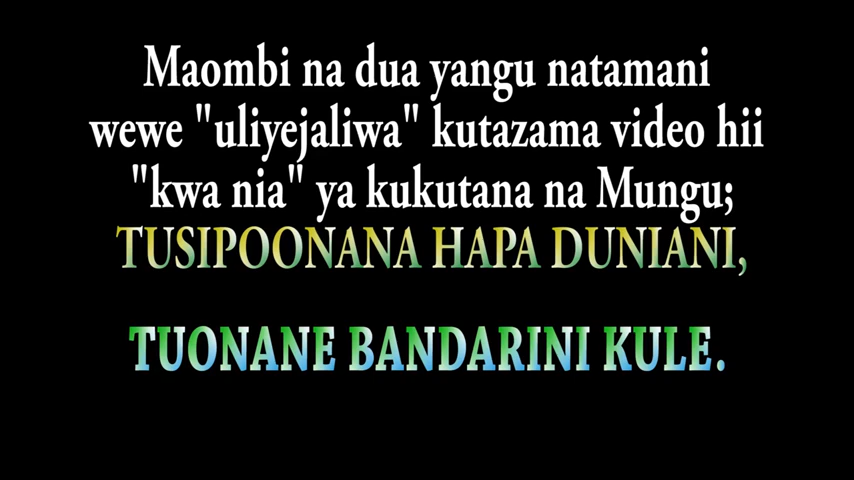 Maombi na dua yangu natamani
wewe "uliyejaliwa" kutazama video hii
"kwa nia" ya kukutana na Mungu;
TUSIPOONANA HAPA DUNIANI,
TUONANE BANDARINI KULE.